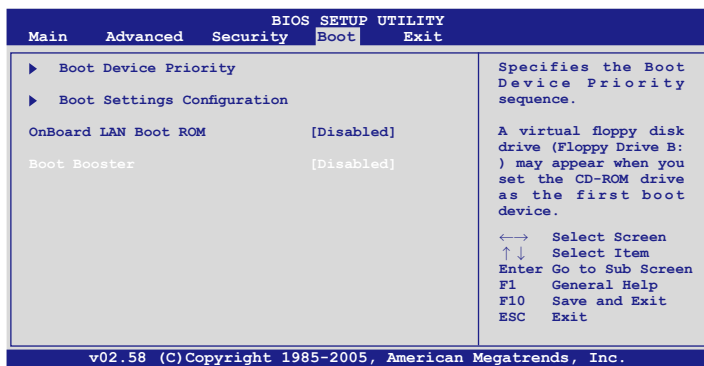 BIOS SETUP UTILITY
Main Advanced Security Boot Exit
Boot Device Priority
Boot Settings Configuration
OnBoard LAN Boot ROM [Disabled]
Boot Booster [Disabled]
Specifies the Boot
Device Priority
sequence.
A virtual floppy disk
drive (Floppy Drive B:
) may appear when you
set the CD-ROM drive
as the first boot
device.
←→ Select Screen
↑↓ Select Item
Enter Go to Sub Screen
F1 General Help
F10 Save and Exit
ESC Exit
v02.58 (C)Copyright 1985-2005, American Megatrends, Inc.